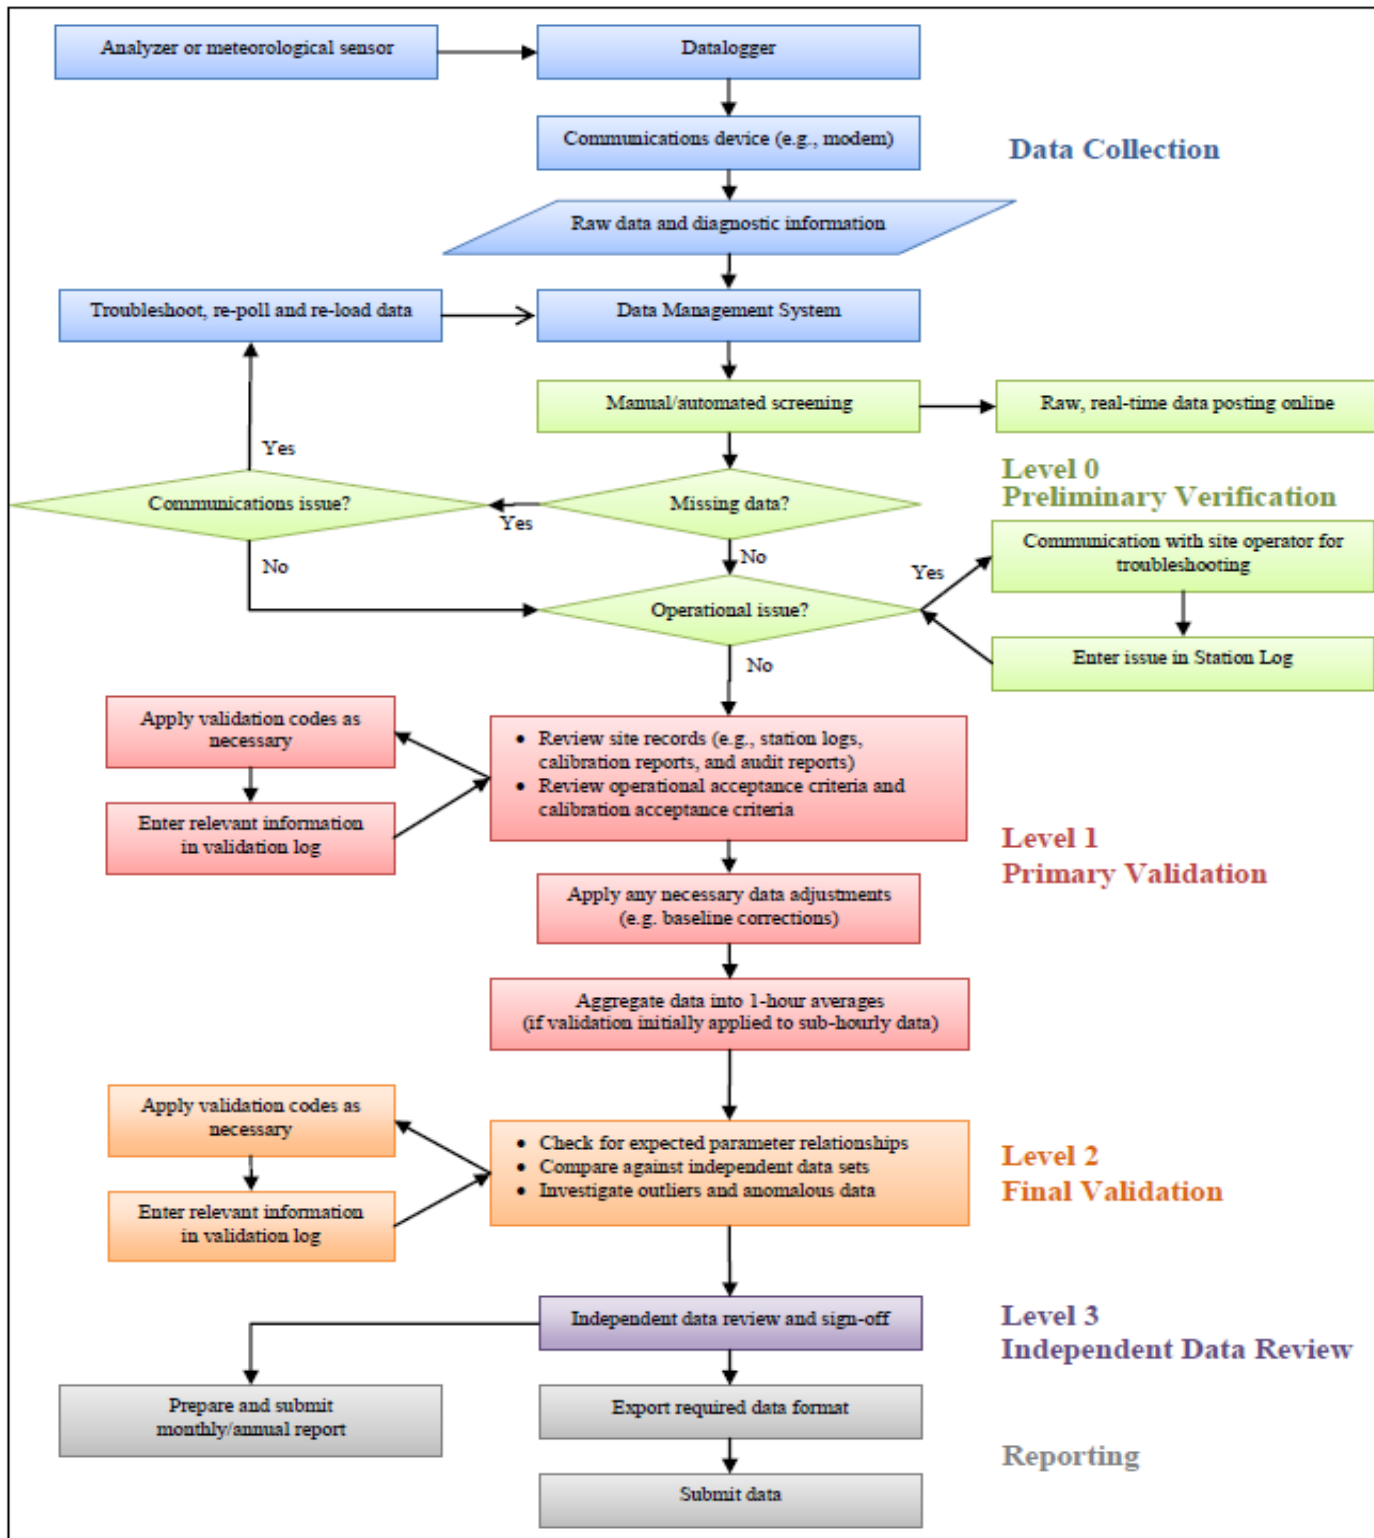 Analyzer or meteorological sensor
Datalogger
Communications device (e.g., modem)
Data Collection
Raw data and diagnostic information
Troubleshoot, re-poll and re-load data
Data Management System
Manual/automated screening
Raw, real-time data posting online
Yes
Level 0
Preliminary Verification
Communications issue?
Missing data?
Yes
Communication with site operator for
troubleshooting
No
No
Yes
Operational issue?
Enter issue in Station Log
No
Apply validation codes as
necessary
• Review site records (e.g., station logs,
calibration reports, and audit reports)
• Review operational acceptance criteria and
calibration acceptance criteria
Enter relevant information
in validation log
Level 1
Primary Validation
Apply any necessary data adjustments
(e.g. baseline corrections)
Aggregate data into 1-hour averages
(if validation initially applied to sub-hourly data)
Apply validation codes as
necessary
• Check for expected parameter relationships
• Compare against independent data sets
• Investigate outliers and anomalous data
Level 2
Final Validation
Enter relevant information
in validation log
Independent data review and sign-off
Level 3
Independent Data Review
Prepare and submit
monthly/annual report
Export required data format
Reporting
Submit data